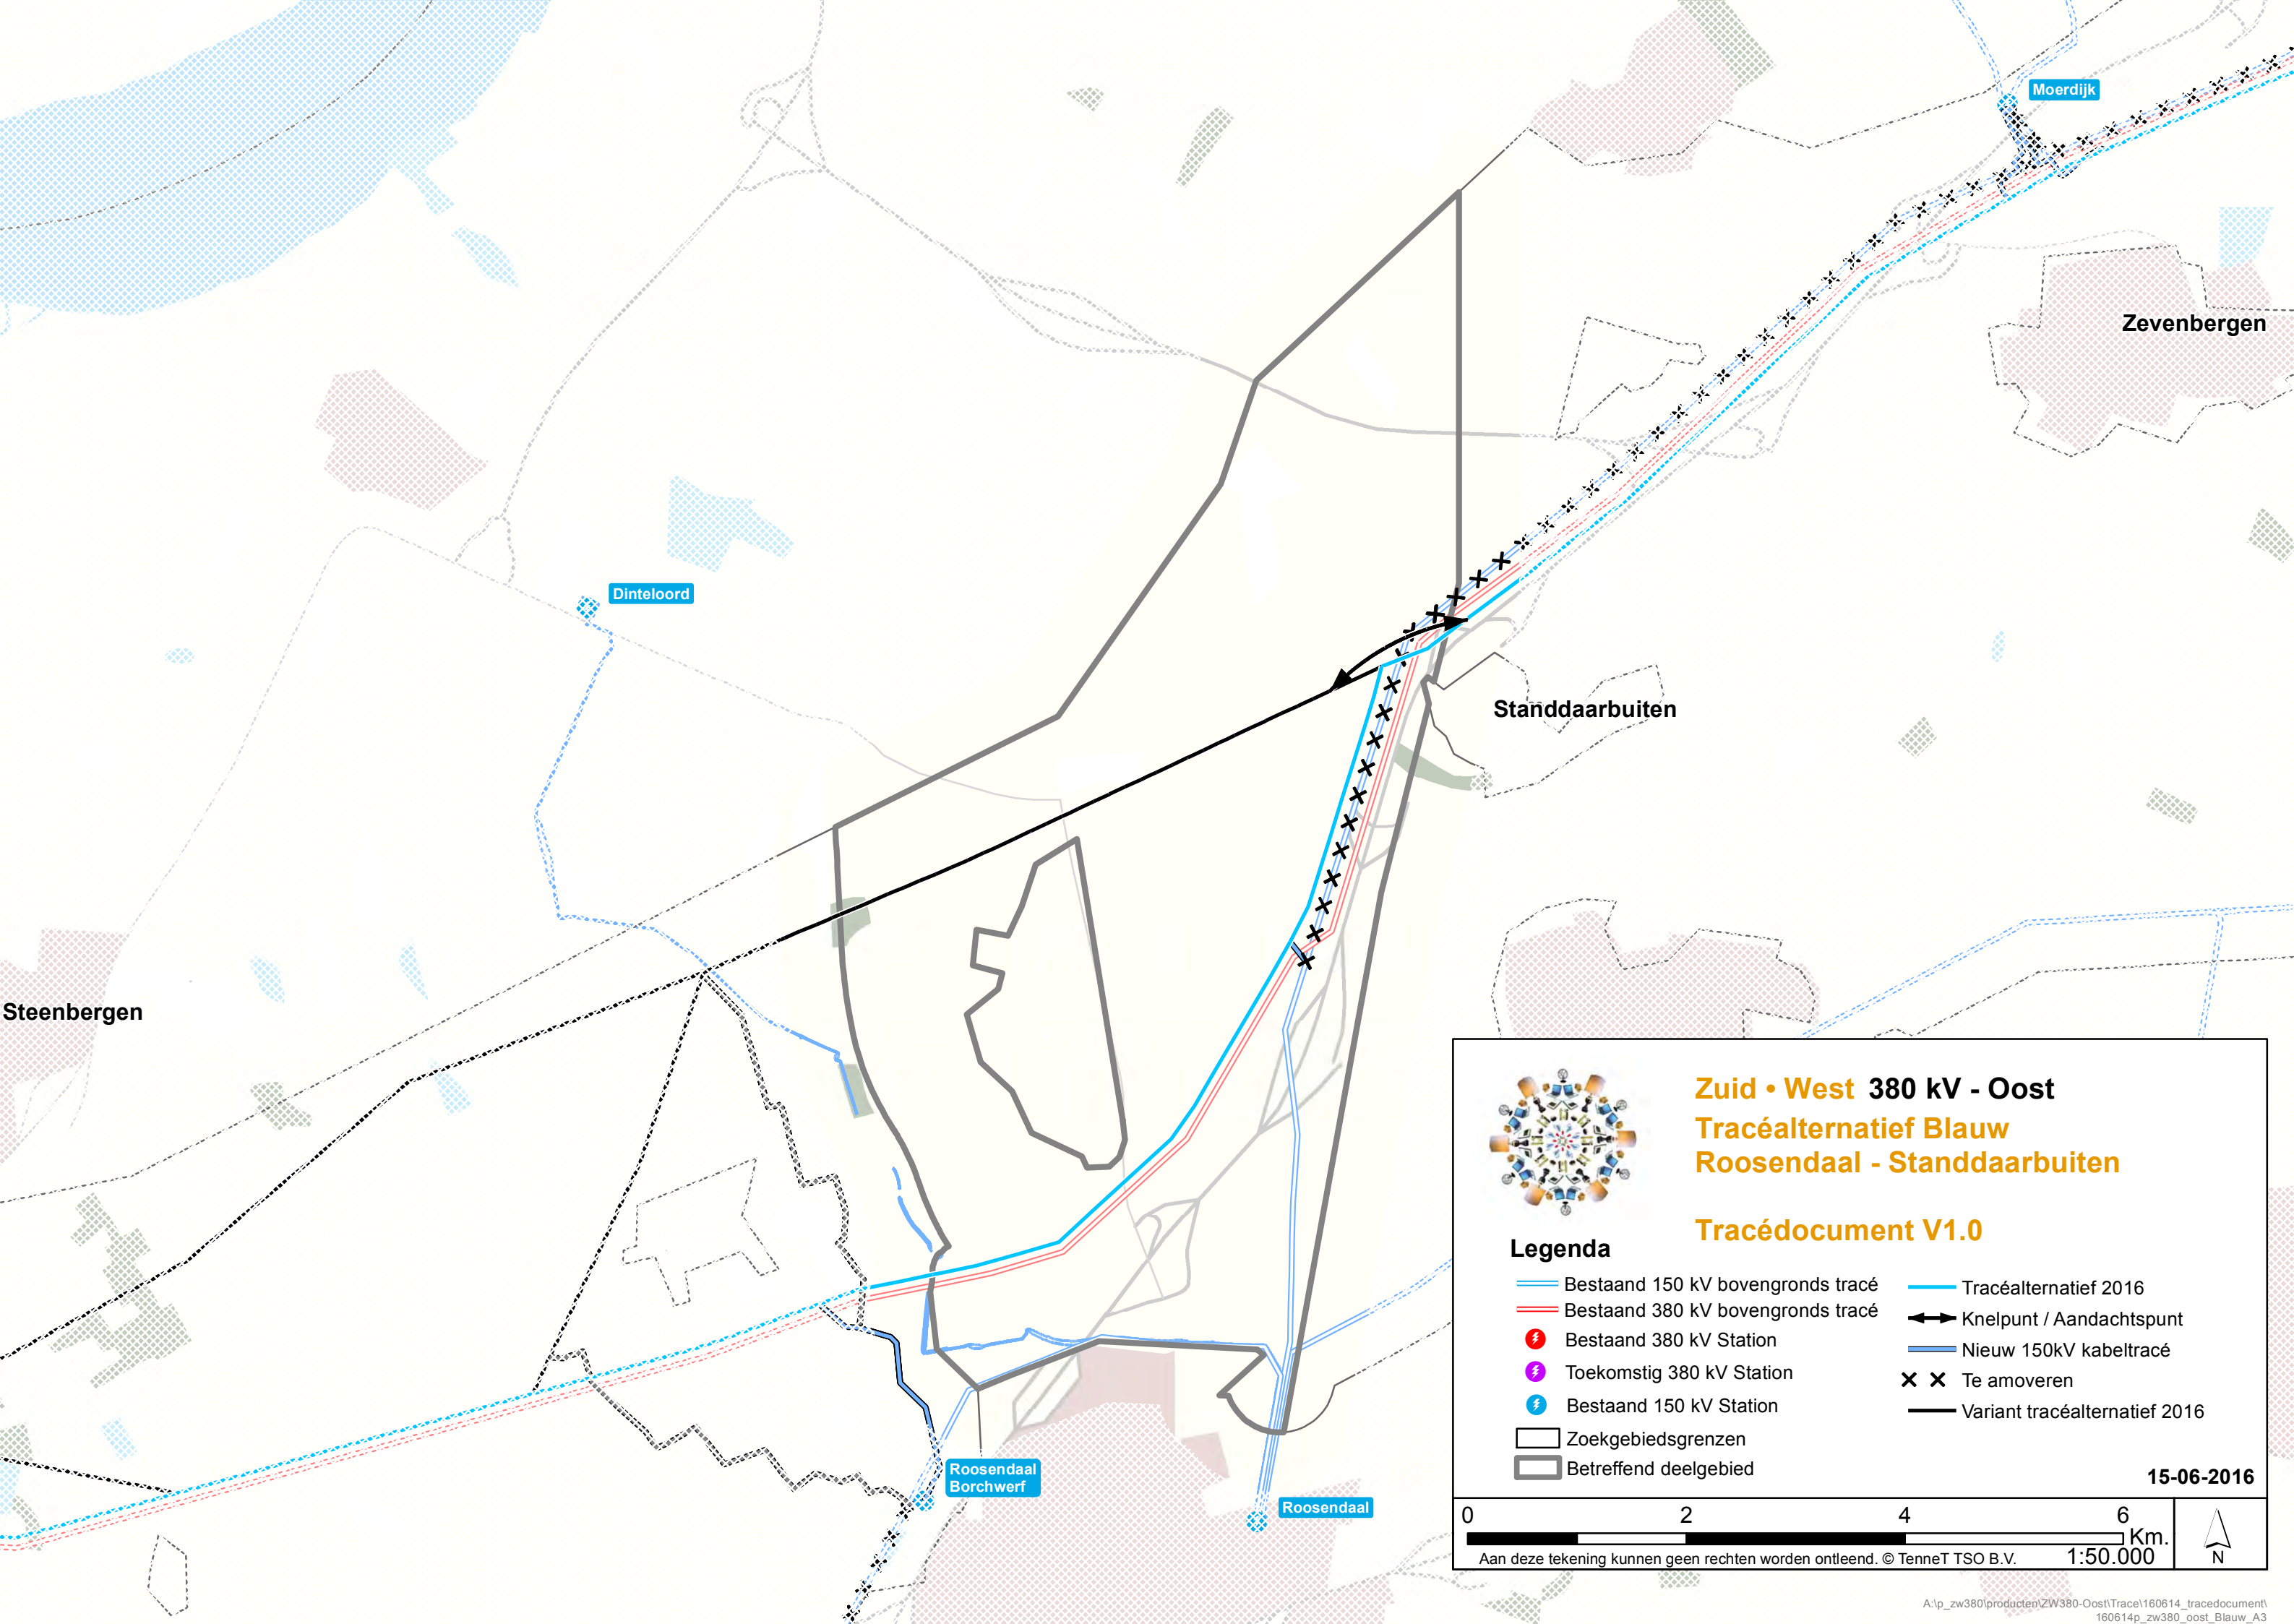 Moerdijk
Zevenbergen
Dinteloord
Standdaarbuiten
Steenbergen
Roosendaal
Borchwerf
Roosendaal
Zuid • West 380 kV - Oost
Tracéalternatief Blauw
Roosendaal - Standdaarbuiten
Tracédocument V1.0
Legenda
Bestaand 150 kV bovengronds tracé
Bestaand 380 kV bovengronds tracé
Bestaand 380 kV Station
Toekomstig 380 kV Station
Bestaand 150 kV Station
Zoekgebiedsgrenzen
Betreffend deelgebied
Tracéalternatief 2016
Knelpunt / Aandachtspunt
Nieuw 150kV kabeltracé
Te amoveren
Variant tracéalternatief 2016
15-06-2016
0 2 4 6
Km.
Aan deze tekening kunnen geen rechten worden ontleend. © TenneT TSO B.V. 1:50.000
N
A:\p_zw380\producten\ZW380-Oost\Trace\160614_tracedocument\
160614p_zw380_oost_Blauw_A3